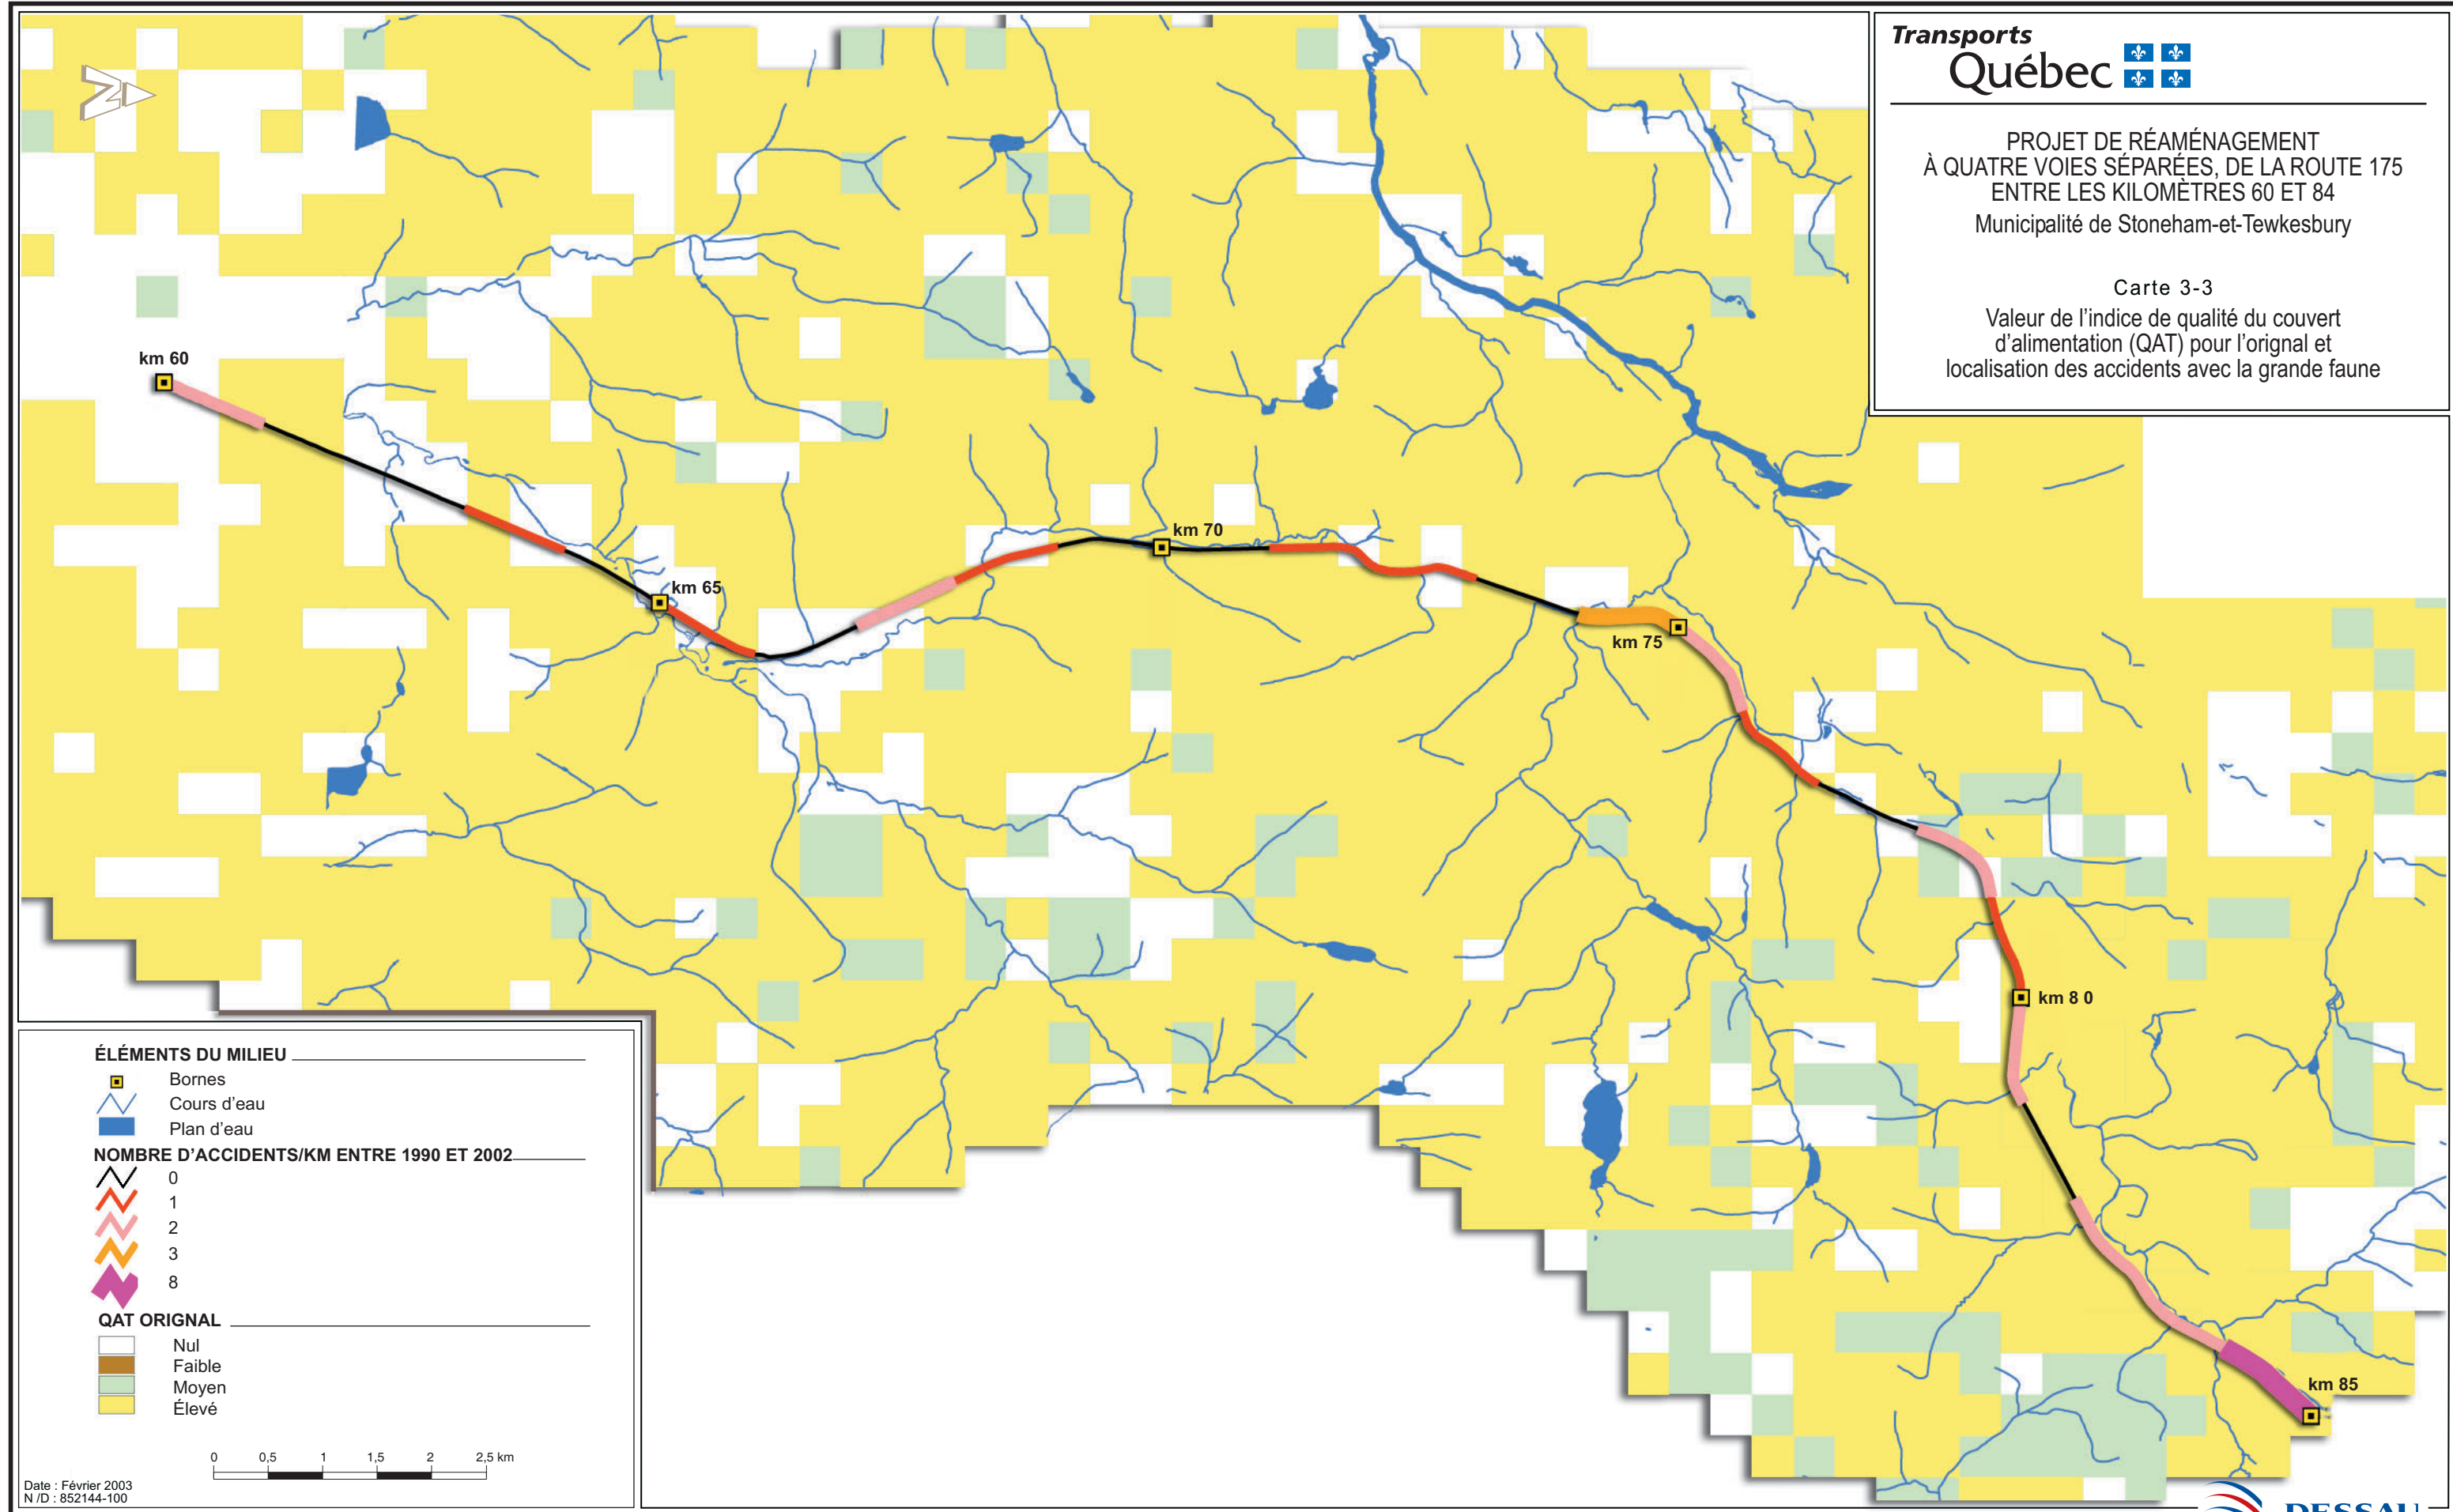 Transports
Québec
PROJET DE RÉAMÉNAGEMENT
À QUATRE VOIES SÉPARÉES, DE LA ROUTE 175
ENTRE LES KILOMÈTRES 60 ET 84
Municipalité de Stoneham-et-Tewkesbury
Carte 3-3
Valeur de l'indice de qualité du couvert
d'alimentation (QAT) pour l'orignal et
localisation des accidents avec la grande faune
N
km 60
km 65
km 70
km 75
km 8 0
km 85
ÉLÉMENTS DU MILIEU
Bornes
Cours d'eau
Plan d'eau
NOMBRE D'ACCIDENTS/KM ENTRE 1990 ET 2002
0
1
2
3
8
QAT ORIGNAL
Nul
Faible
Moyen
Élevé
0 0,5 1 1,5 2 2,5 km
Date : Février 2003
N /D : 852144-100
DESSAU